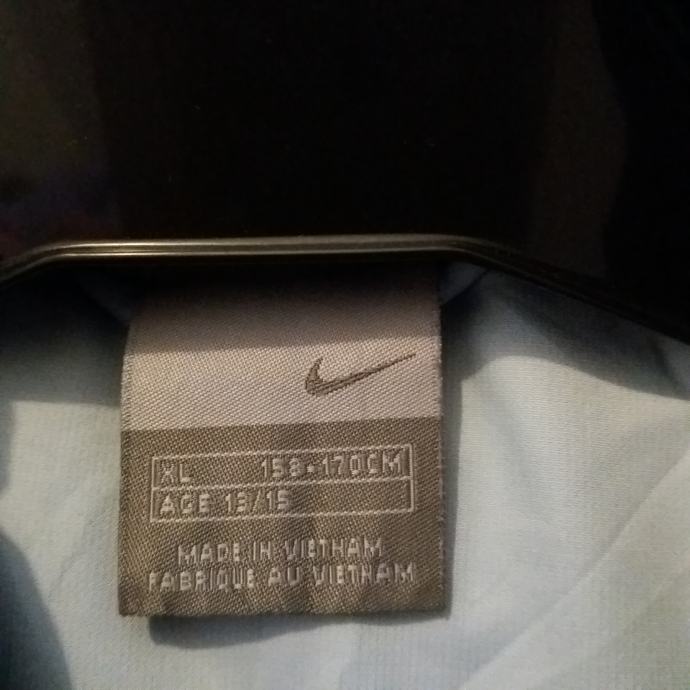 XL 158-170CM
AGE 13/15
MADE IN VIETNAM
FABRIQUE AU VIETNAM